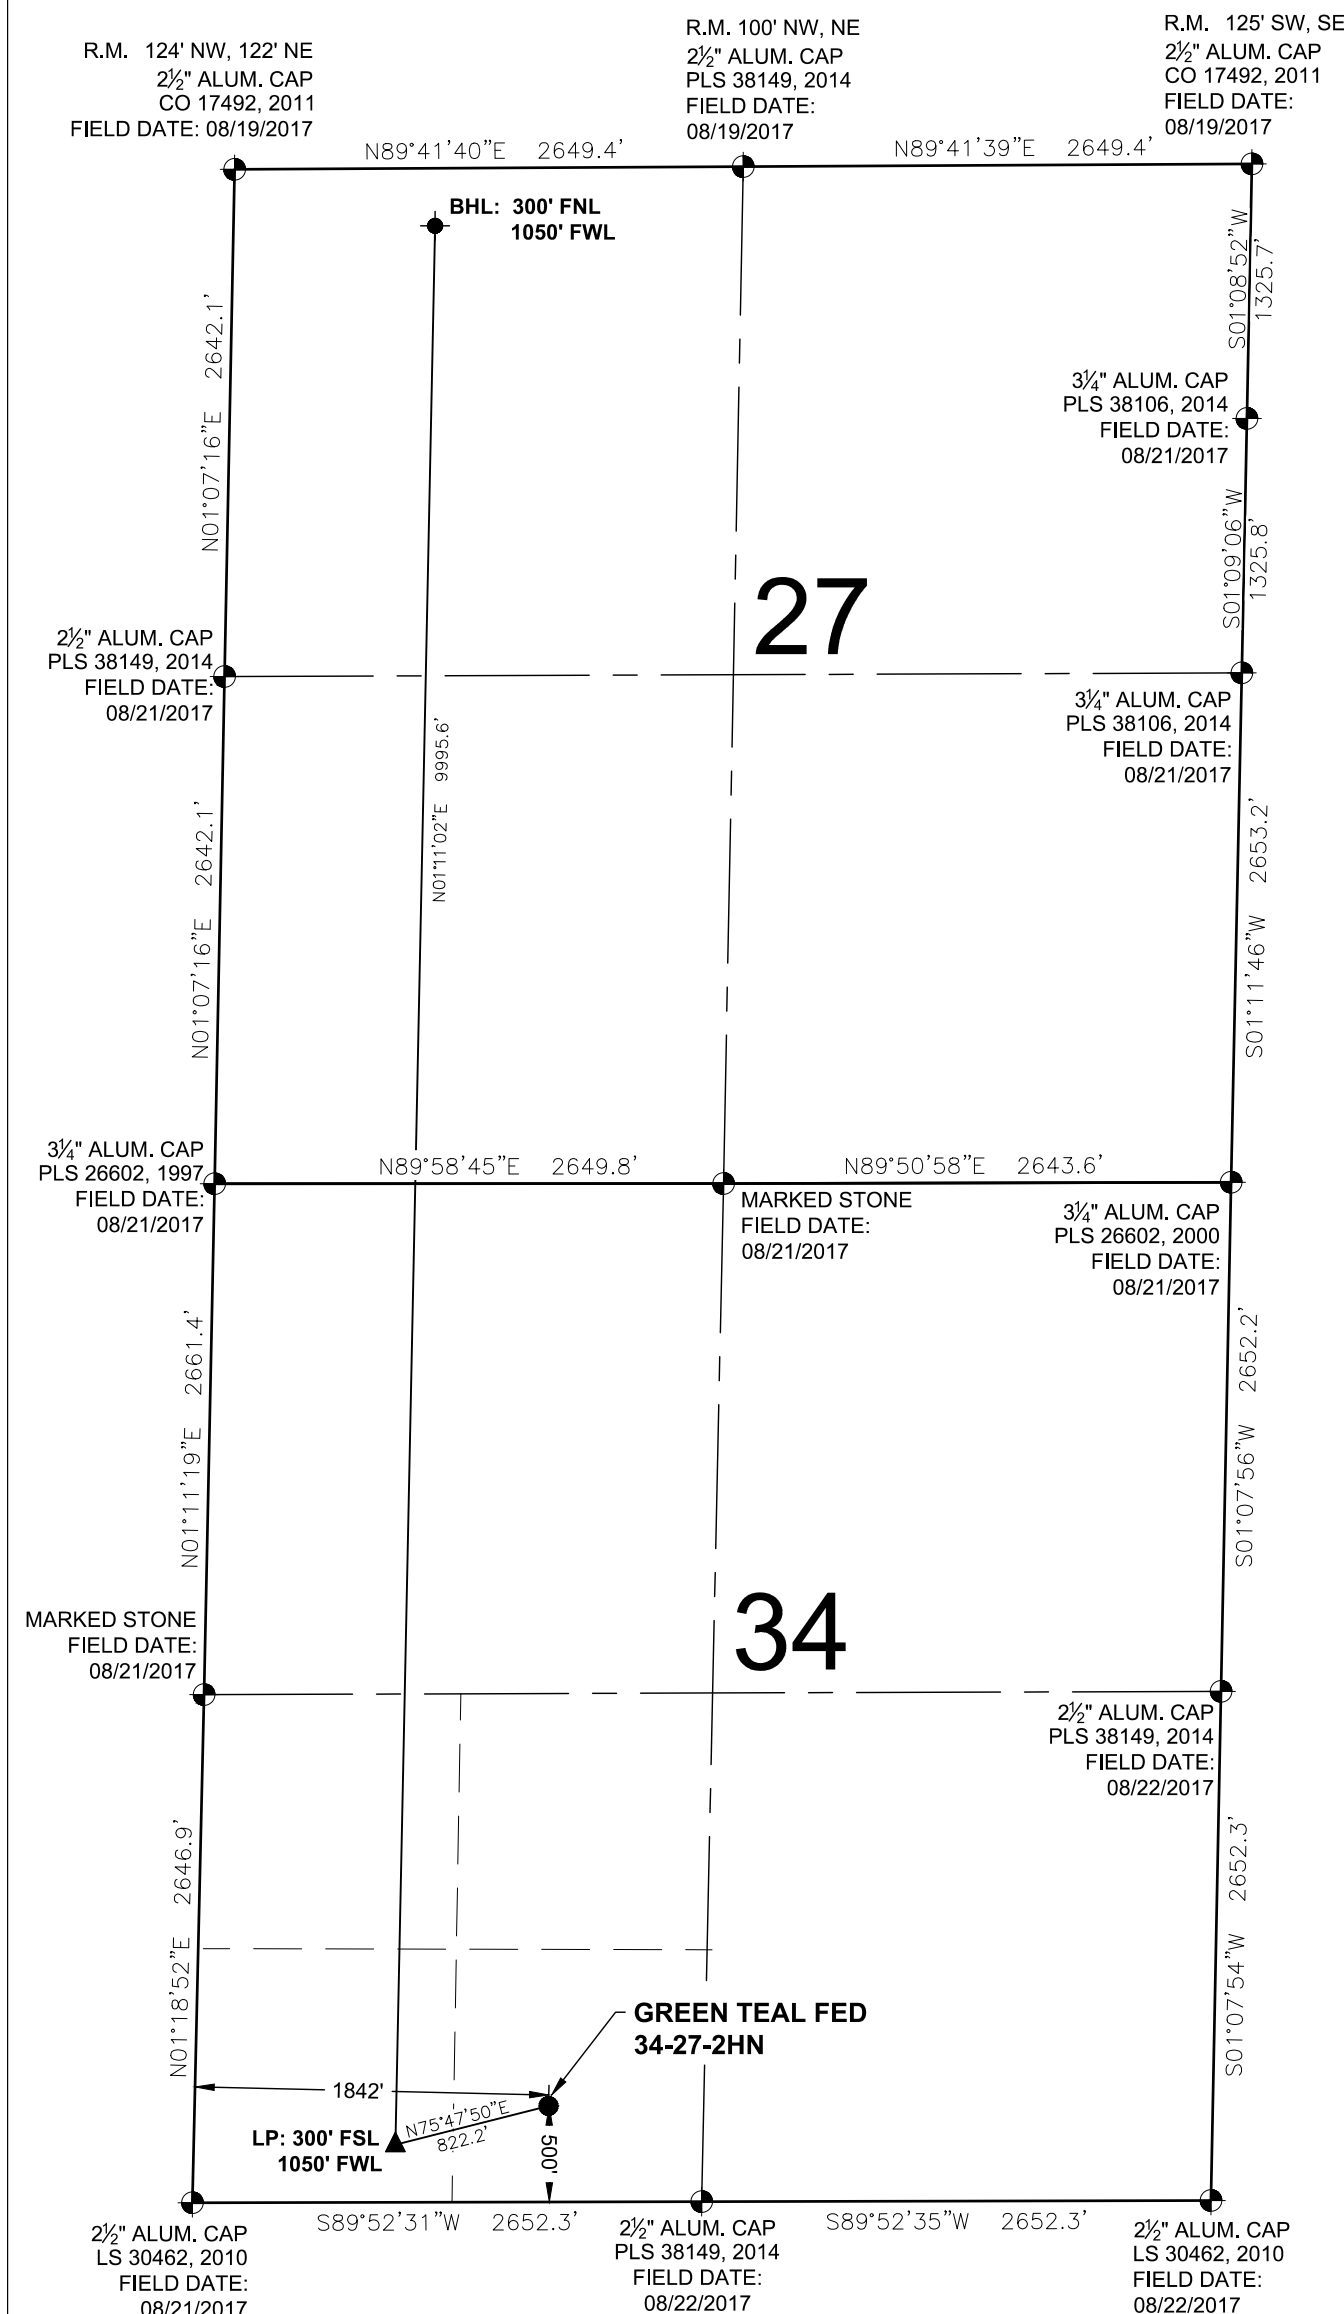 R.M. 124' NW, 122' NE
2½" ALUM. CAP
CO 17492, 2011
FIELD DATE: 08/19/2017
R.M. 100' NW, NE
2½" ALUM. CAP
PLS 38149, 2014
FIELD DATE:
08/19/2017
R.M. 125' SW, SE
2½" ALUM. CAP
CO 17492, 2011
FIELD DATE:
08/19/2017
N89°41'40"E 2649.4'
N89°41'39"E 2649.4'
BHL: 300' FNL
1050' FWL
N01°07'16"E 2642.1'
S01°08'52"W
1325.7'
3¼" ALUM. CAP
PLS 38106, 2014
FIELD DATE:
08/21/2017
S01°09'06"W
1325.8'
27
2½" ALUM. CAP
PLS 38149, 2014
FIELD DATE:
08/21/2017
3¼" ALUM. CAP
PLS 38106, 2014
FIELD DATE:
08/21/2017
N01°11'02"E 9995.6'
N01°07'16"E 2642.1'
S01°11'46"W 2653.2'
3¼" ALUM. CAP
PLS 26602, 1997
FIELD DATE:
08/21/2017
N89°58'45"E 2649.8'
N89°50'58"E 2643.6'
MARKED STONE
FIELD DATE:
08/21/2017
3¼" ALUM. CAP
PLS 26602, 2000
FIELD DATE:
08/21/2017
N01°11'19"E 2661.4'
S01°07'56"W 2652.2'
34
MARKED STONE
FIELD DATE:
08/21/2017
2½" ALUM. CAP
PLS 38149, 2014
FIELD DATE:
08/22/2017
N01°18'52"E 2646.9'
S01°07'54"W 2652.3'
GREEN TEAL FED
34-27-2HN
1842'
N75°47'50"E
822.2'
500'
LP: 300' FSL
1050' FWL
S89°52'31"W 2652.3'
S89°52'35"W 2652.3'
2½" ALUM. CAP
LS 30462, 2010
FIELD DATE:
08/21/2017
2½" ALUM. CAP
PLS 38149, 2014
FIELD DATE:
08/22/2017
2½" ALUM. CAP
LS 30462, 2010
FIELD DATE:
08/22/2017